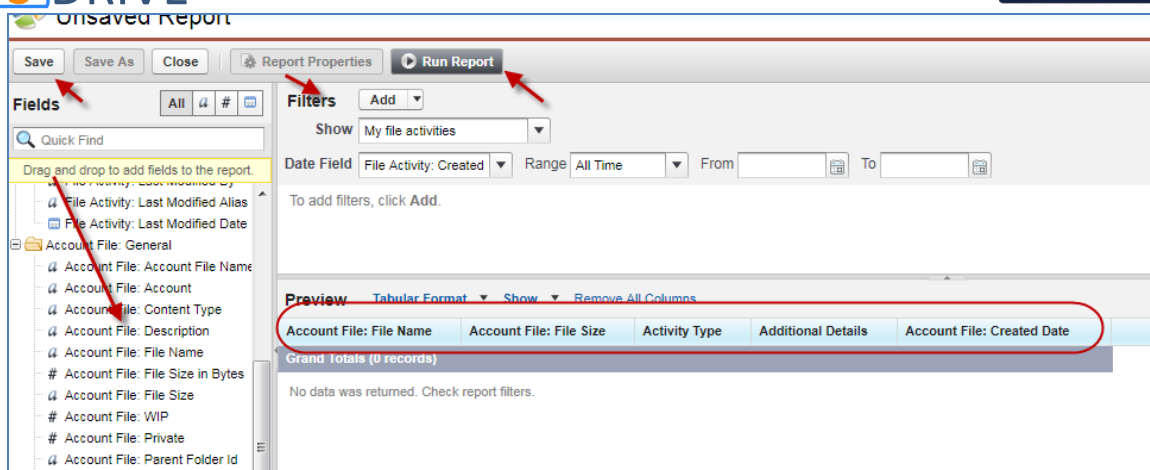 DRIVE
Unsaved Report
Save Save As Close Report Properties Run Report
Fields All a #
Quick Find
Drag and drop to add fields to the report.
File Activity: Last Modified By
a File Activity: Last Modified Alias
File Activity: Last Modified Date
Account File: General
a Account File: Account File Name
a Account File: Account
a Account File: Content Type
a Account File: Description
a Account File: File Name
# Account File: File Size in Bytes
a Account File: File Size
# Account File: WIP
# Account File: Private
a Account File: Parent Folder Id
Filters Add
Show My file activities
Date Field File Activity: Created Range All Time From To
To add filters, click Add.
Preview Tabular Format Show Remove All Columns
Account File: File Name Account File: File Size Activity Type Additional Details Account File: Created Date
Grand Totals (0 records)
No data was returned. Check report filters.